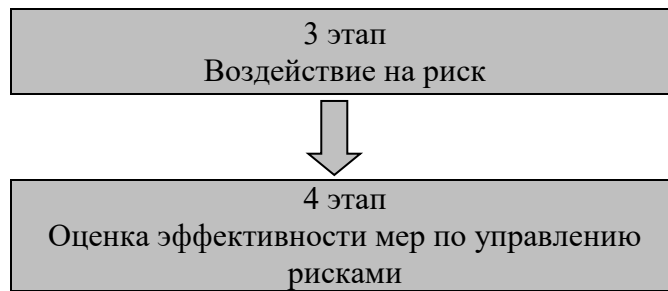 3 этап
Воздействие на риск
4 этап
Оценка эффективности мер по управлению
рисками